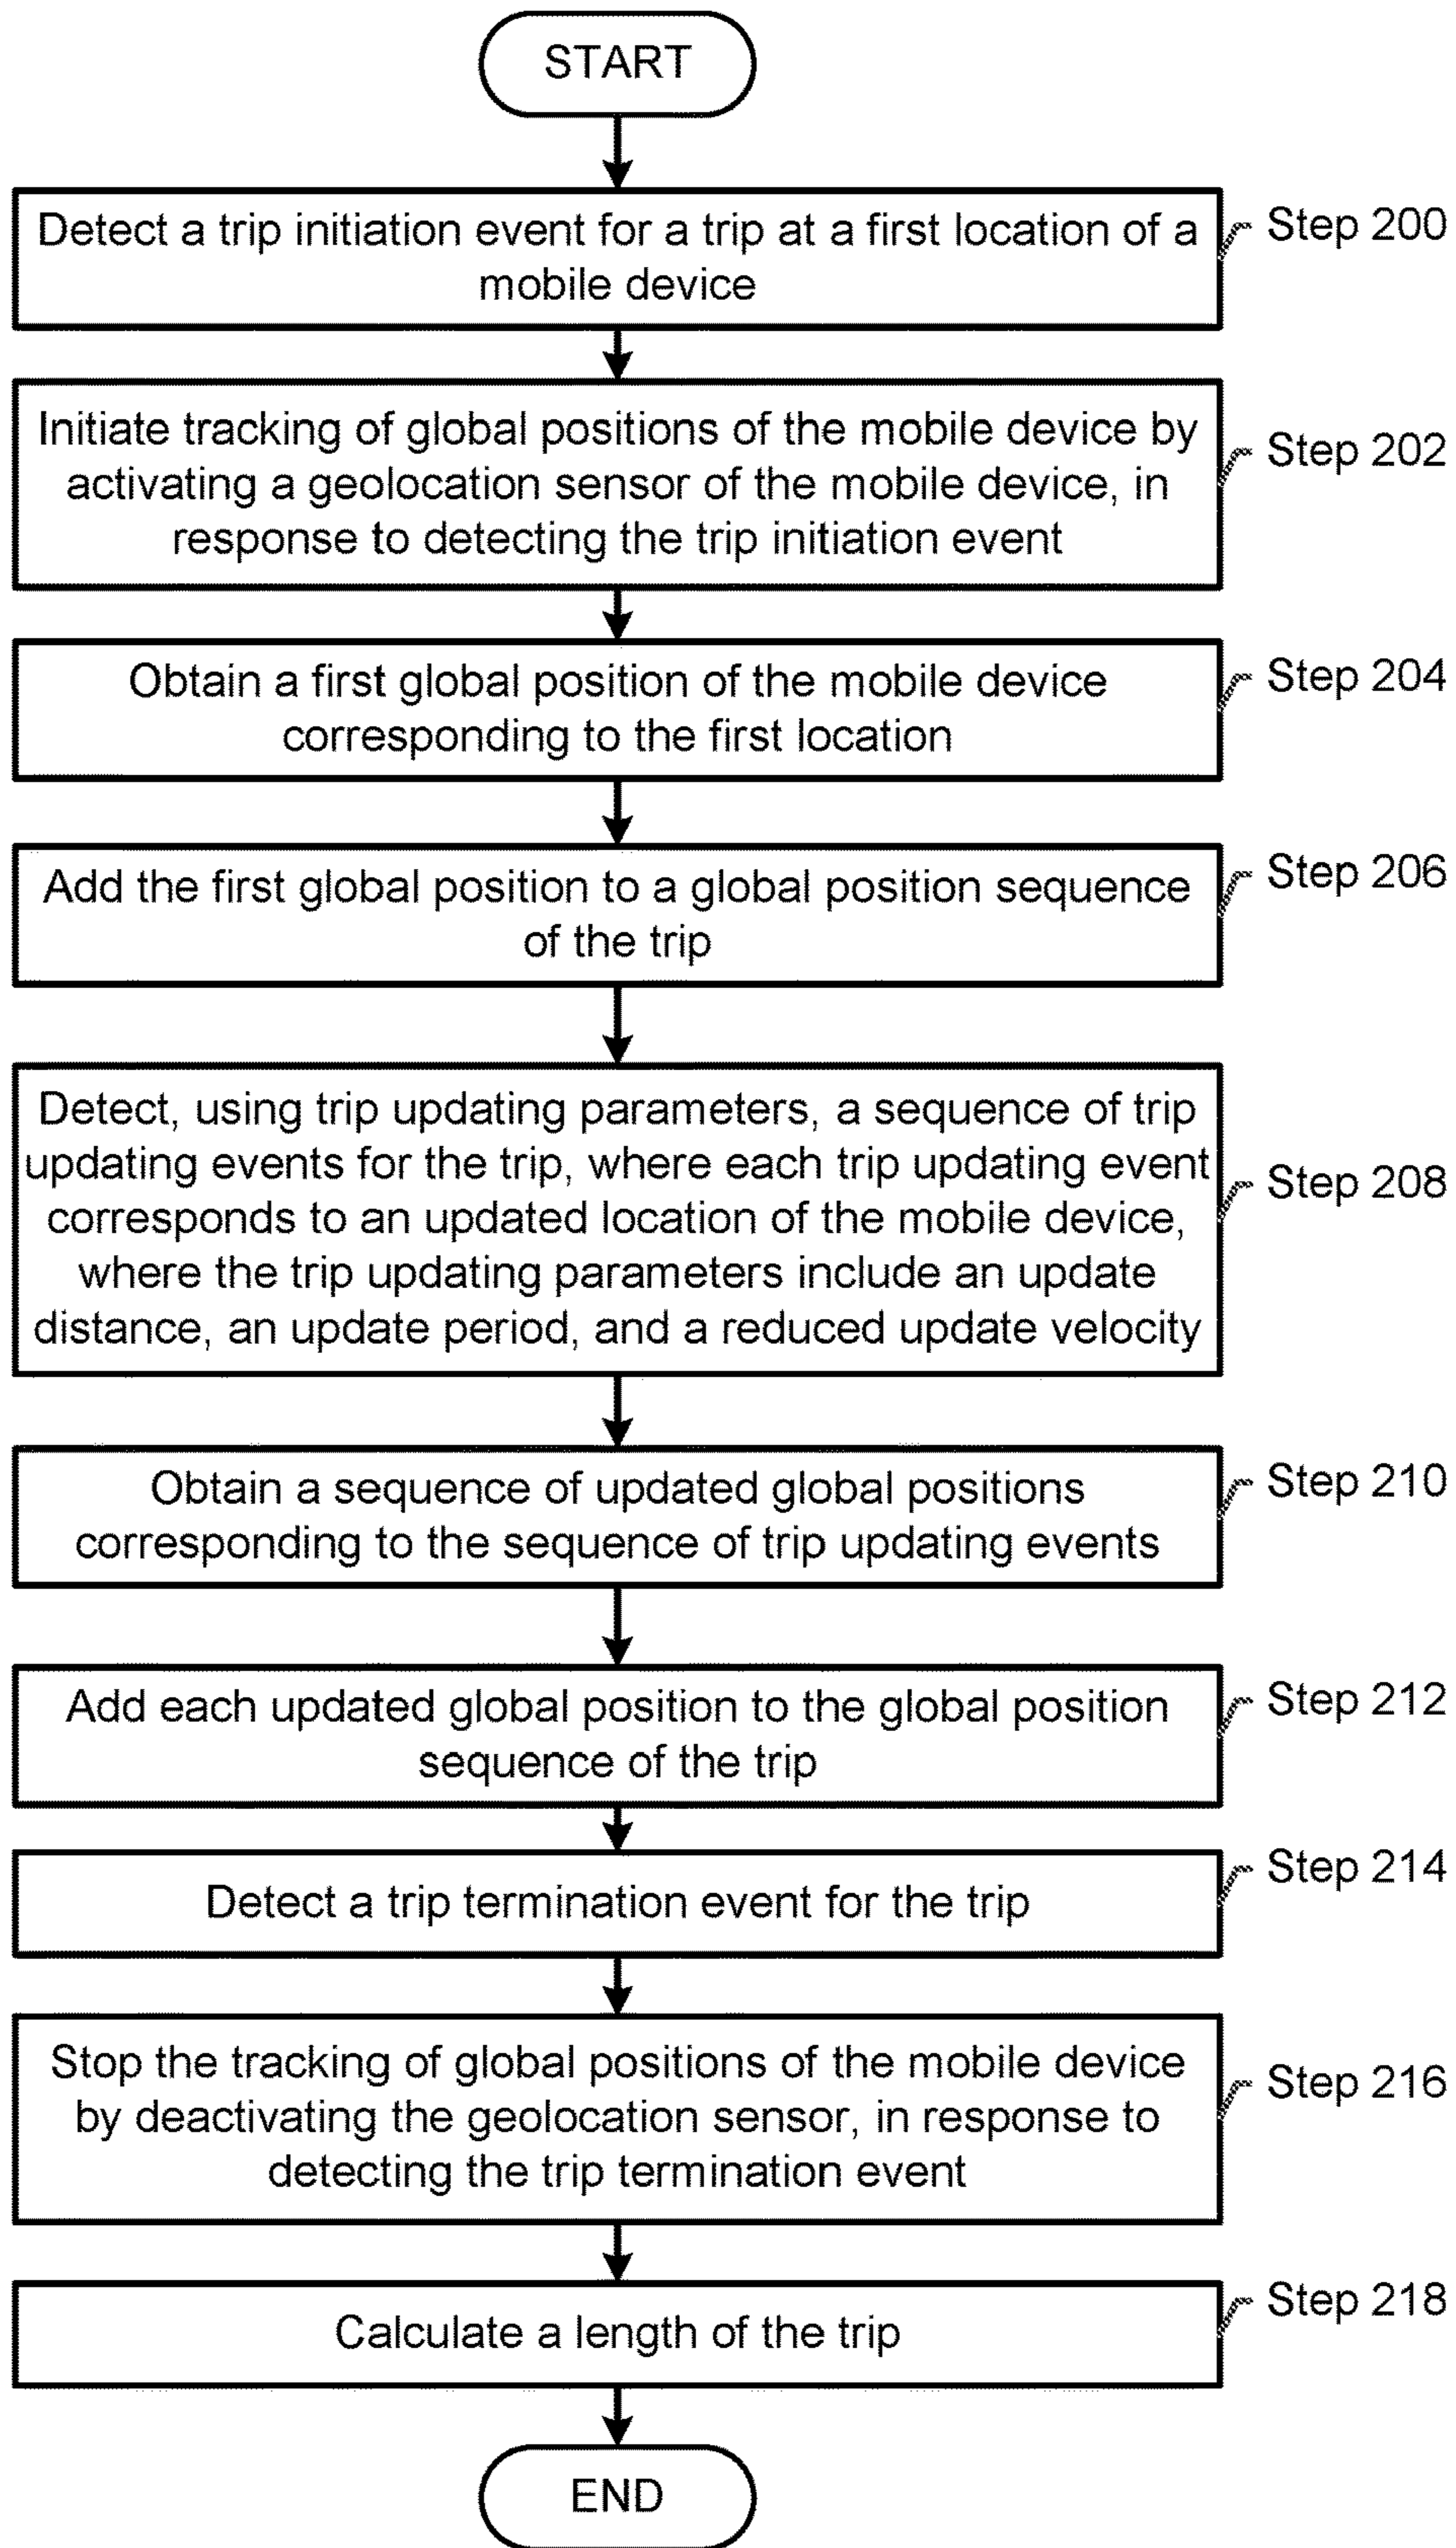 START
Detect a trip initiation event for a trip at a first location of a
mobile device
Step 200
Initiate tracking of global positions of the mobile device by
activating a geolocation sensor of the mobile device, in
response to detecting the trip initiation event
Step 202
Obtain a first global position of the mobile device
corresponding to the first location
Step 204
Add the first global position to a global position sequence
of the trip
Step 206
Detect, using trip updating parameters, a sequence of trip
updating events for the trip, where each trip updating event
corresponds to an updated location of the mobile device,
where the trip updating parameters include an update
distance, an update period, and a reduced update velocity
Step 208
Obtain a sequence of updated global positions
corresponding to the sequence of trip updating events
Step 210
Add each updated global position to the global position
sequence of the trip
Step 212
Detect a trip termination event for the trip
Step 214
Stop the tracking of global positions of the mobile device
by deactivating the geolocation sensor, in response to
detecting the trip termination event
Step 216
Calculate a length of the trip
Step 218
END